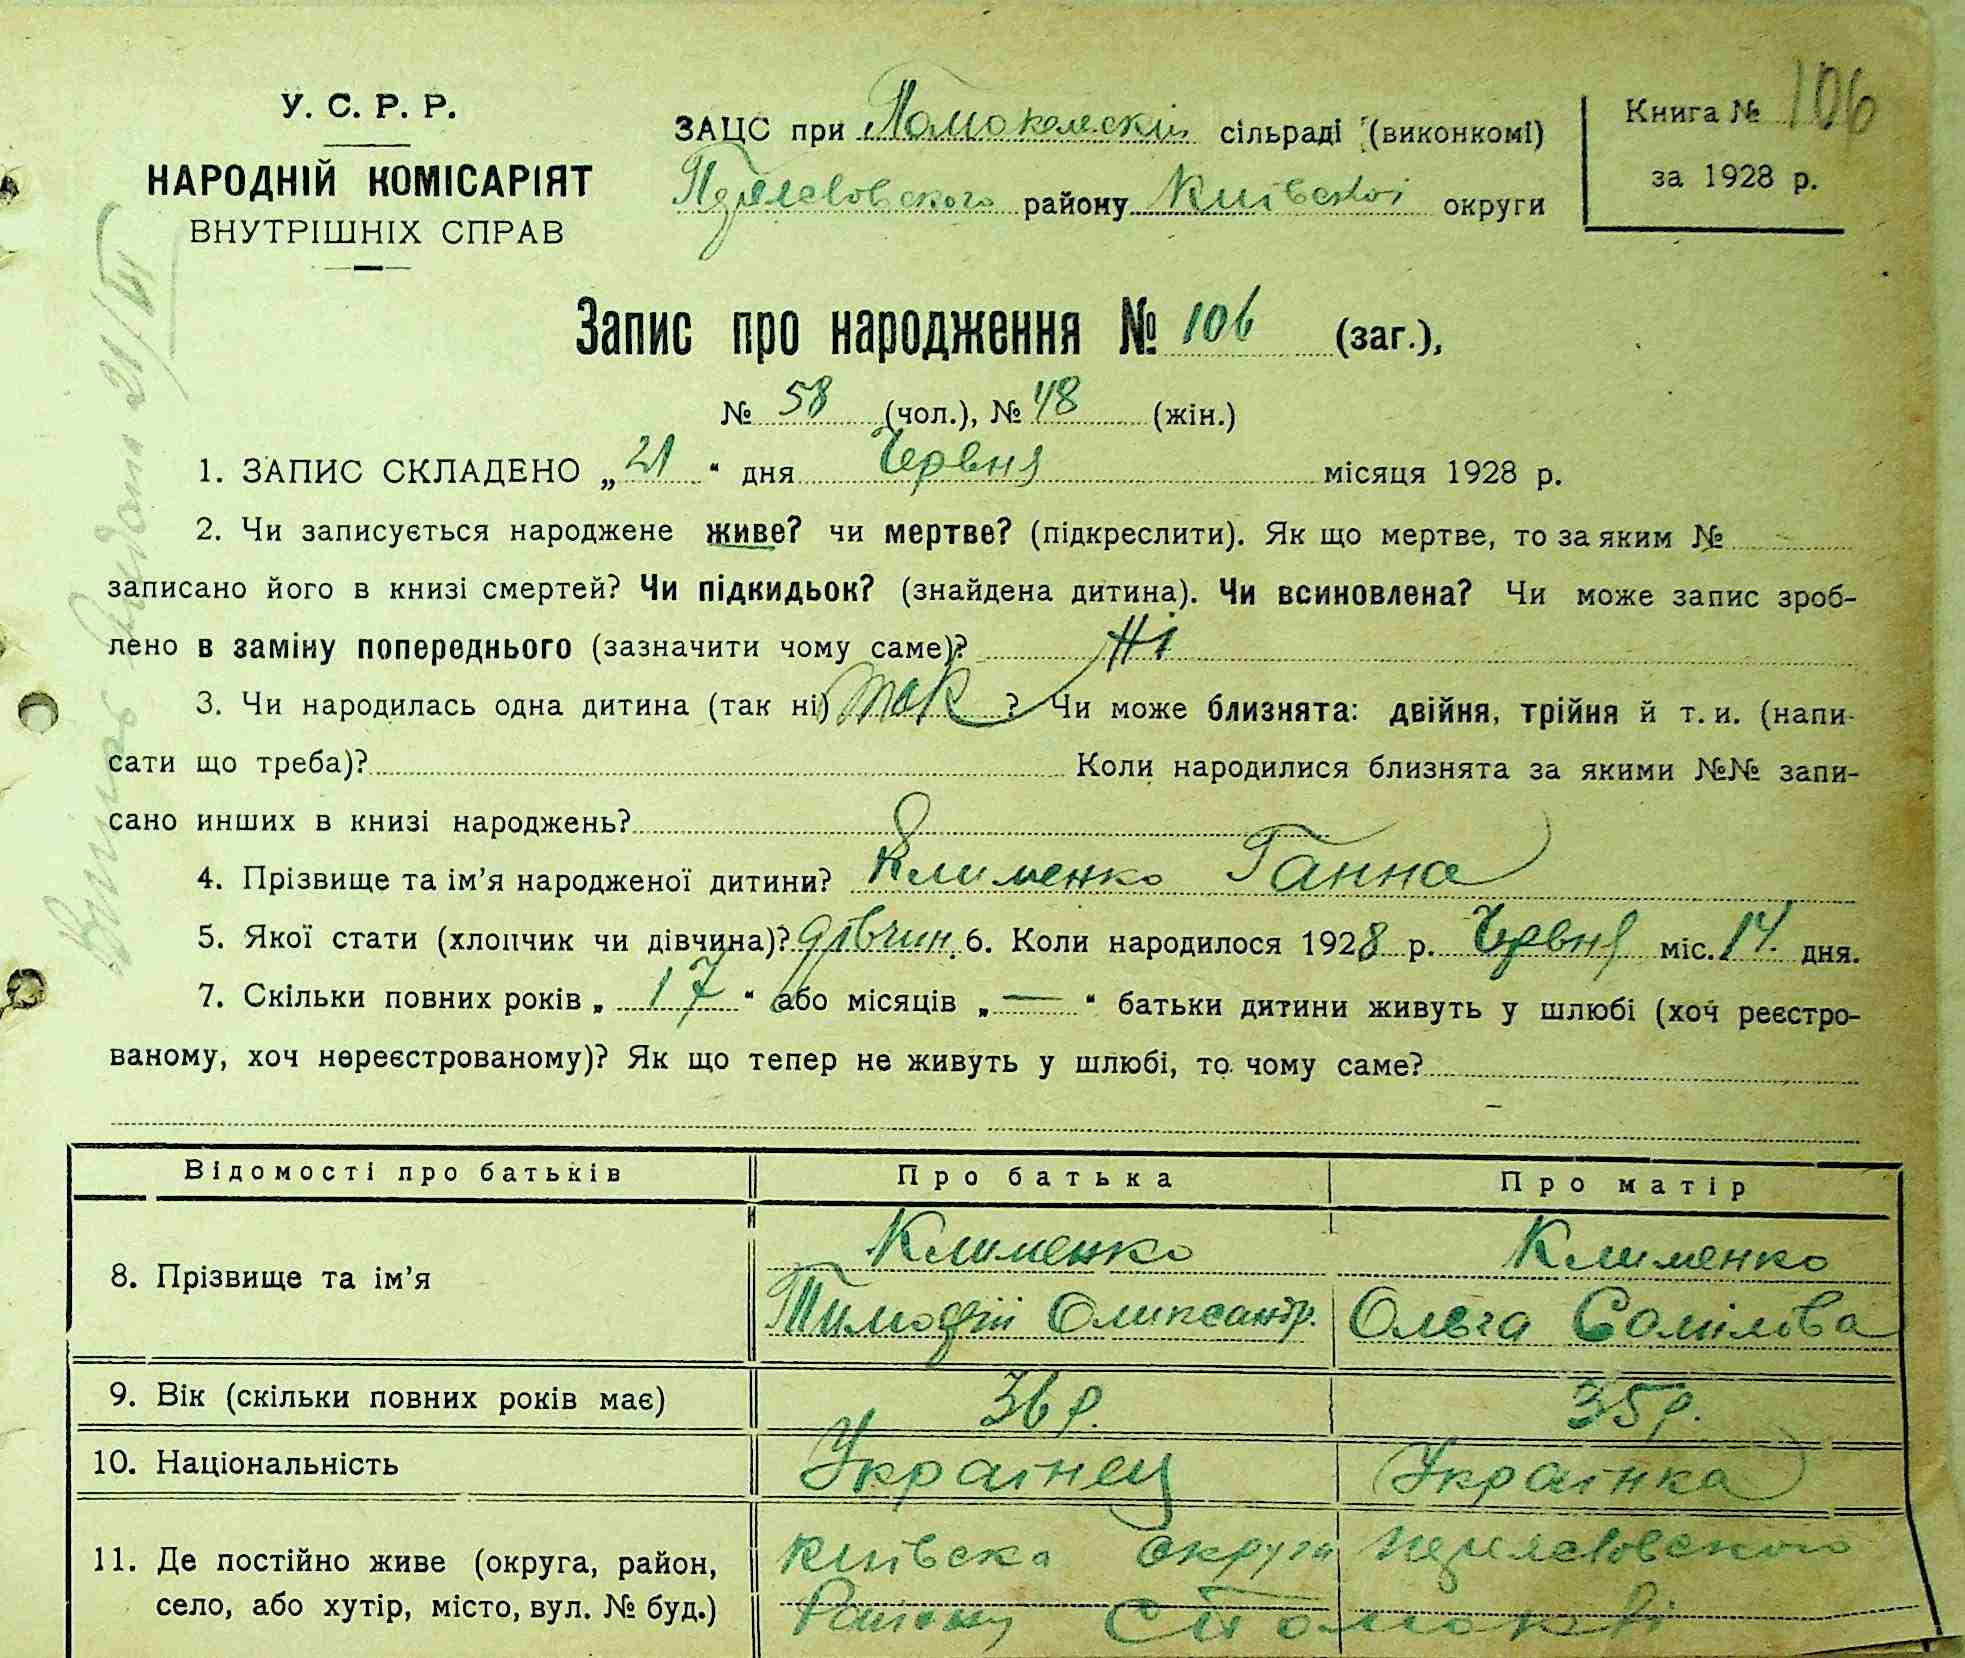 У. С. Р. Р.
НАРОДНІЙ КОМІСАРІЯТ
ВНУТРІШНІХ СПРАВ
ЗАЦС при сільраді (виконкомі)
району Київскої округи
Книга № 106
за 1928 р.
Запис про народження № 106 (заг.),
№ 58 (чол.), № 48 (жін.)
1. ЗАПИС СКЛАДЕНО „ 21 “ дня Червня місяця 1928 р.
2. Чи записується народжене живе? чи мертве? (підкреслити). Як що мертве, то за яким №
записано його в книзі смертей? Чи підкидьок? (знайдена дитина). Чи всиновлена? Чи може запис зроб-
лено в заміну попереднього (зазначити чому саме)? Ні
3. Чи народилась одна дитина (так ні) так ? Чи може близнята: двійня, трійня й т. и. (напи-
сати що треба)? Коли народилися близнята за якими №№ запи-
сано инших в книзі народжень?
4. Прізвище та ім'я народженої дитини? Клименко Ганна
5. Якої стати (хлопчик чи дівчина)? дівчин. 6. Коли народилося 1928 р. Червня міс. 14. дня.
7. Скільки повних років „ 17 “ або місяців „ — “ батьки дитини живуть у шлюбі (хоч реєстро-
ваному, хоч нереєстрованому)? Як що тепер не живуть у шлюбі, то чому саме?
Відомості про батьків Про батька Про матір
8. Прізвище та ім'я Клименко Клименко
Тимофій Олександр. Ольга
9. Вік (скільки повних років має) 36 р. 35 р.
10. Національність Українец Українка
11. Де постійно живе (округа, район, Київска округа
село, або хутір, місто, вул. № буд.) Району